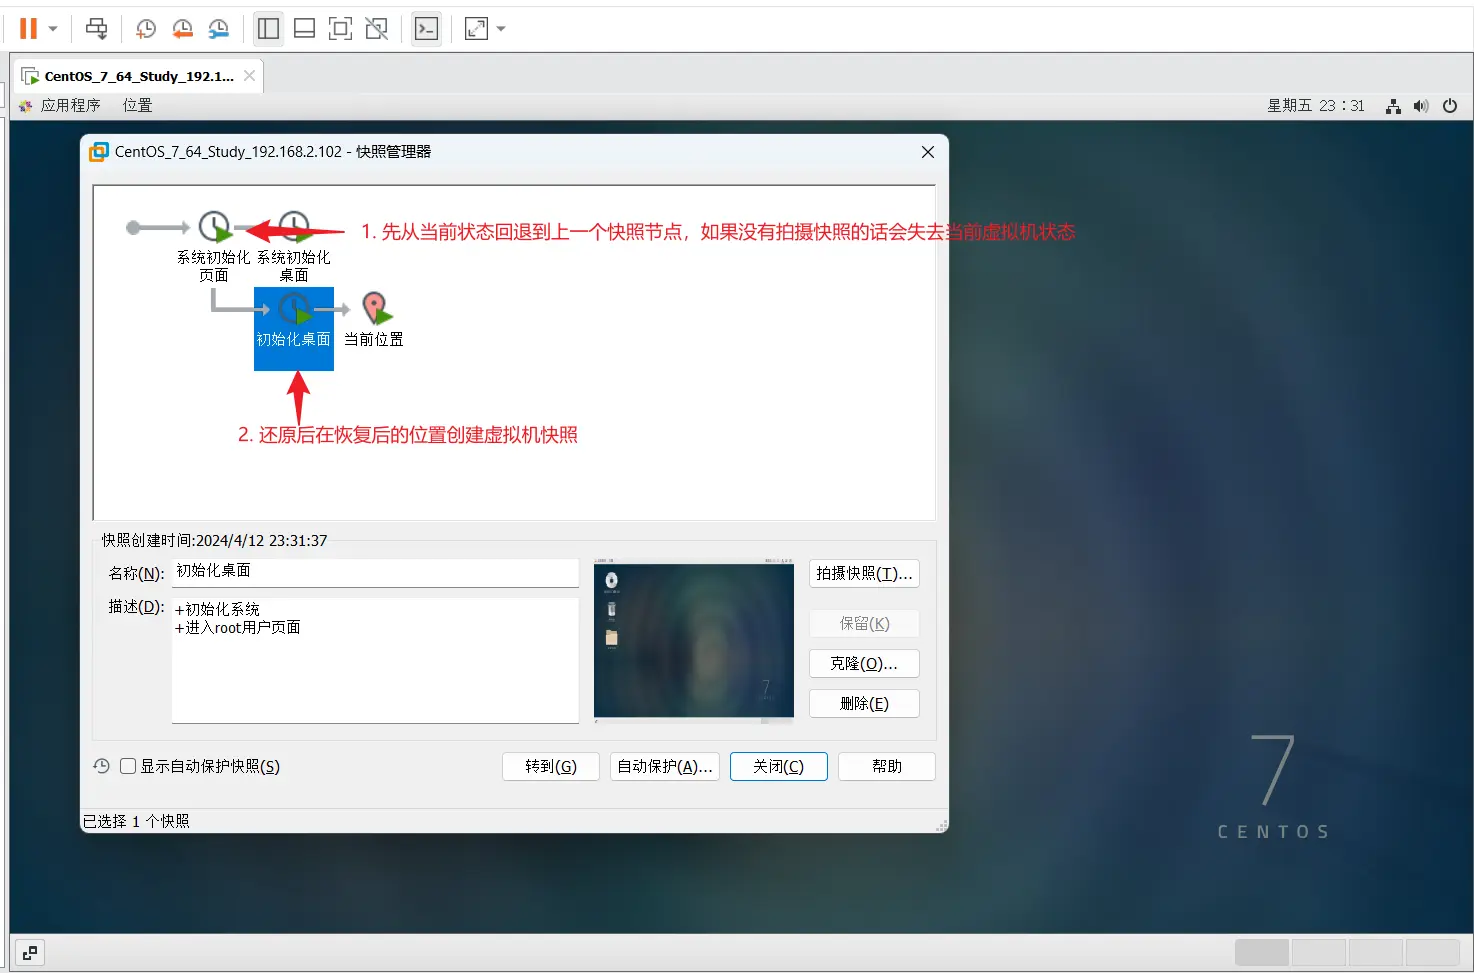 CentOS_7_64_Study_192.1...
应用程序 位置 星期五 23：31
CentOS_7_64_Study_192.168.2.102 - 快照管理器
1. 先从当前状态回退到上一个快照节点，如果没有拍摄快照的话会失去当前虚拟机状态
系统初始化页面
系统初始化桌面
初始化桌面
当前位置
2. 还原后在恢复后的位置创建虚拟机快照
快照创建时间:2024/4/12 23:31:37
名称(N): 初始化桌面
描述(D): +初始化系统
+进入root用户页面
拍摄快照(T)...
保留(K)
克隆(O)...
删除(E)
显示自动保护快照(S)
转到(G)
自动保护(A)...
关闭(C)
帮助
已选择 1 个快照
7
CENTOS